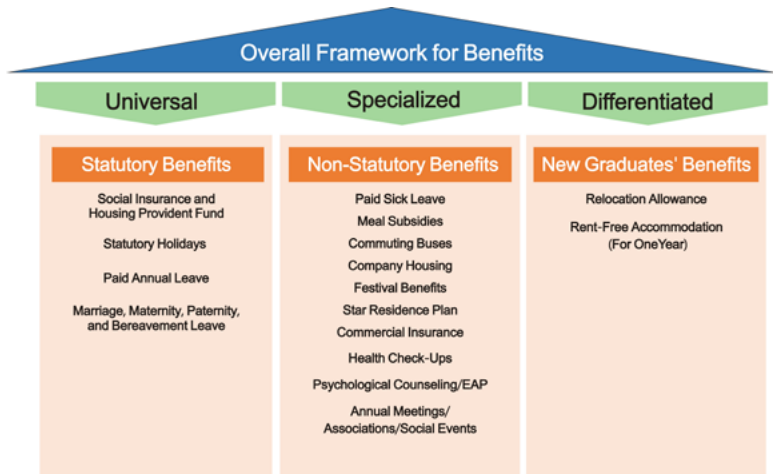 Overall Framework for Benefits
Universal
Specialized
Differentiated
Statutory Benefits
Social Insurance and
Housing Provident Fund
Statutory Holidays
Paid Annual Leave
Marriage, Maternity, Paternity,
and Bereavement Leave
Non-Statutory Benefits
Paid Sick Leave
Meal Subsidies
Commuting Buses
Company Housing
Festival Benefits
Star Residence Plan
Commercial Insurance
Health Check-Ups
Psychological Counseling/EAP
Annual Meetings/
Associations/Social Events
New Graduates' Benefits
Relocation Allowance
Rent-Free Accommodation
(For OneYear)